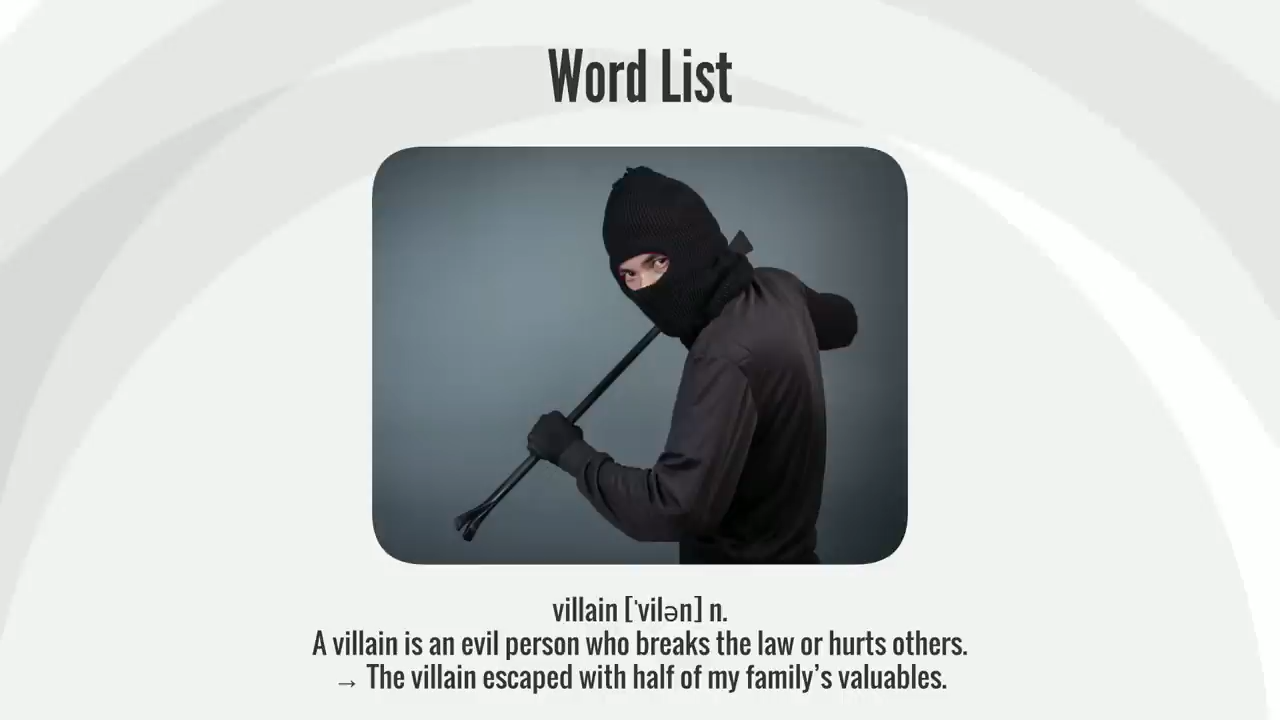 Word List
villain [ˈvilən] n.
A villain is an evil person who breaks the law or hurts others.
→ The villain escaped with half of my family’s valuables.